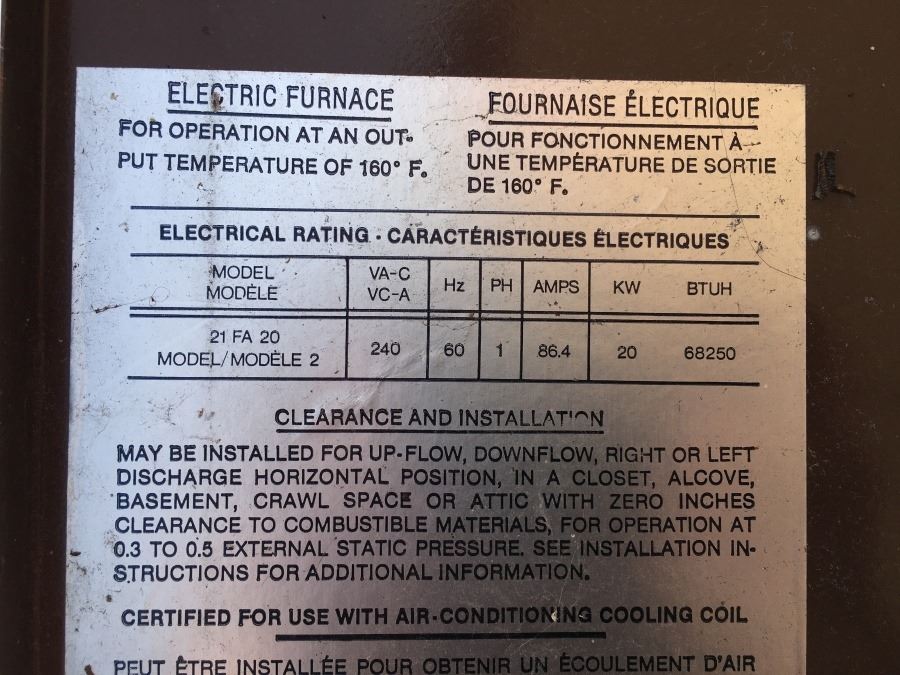 ELECTRIC FURNACE
FOR OPERATION AT AN OUT-
PUT TEMPERATURE OF 160° F.
FOURNAISE ÉLECTRIQUE
POUR FONCTIONNEMENT À
UNE TEMPÉRATURE DE SORTIE
DE 160° F.
ELECTRICAL RATING - CARACTÉRISTIQUES ÉLECTRIQUES
MODEL VA-C Hz PH AMPS KW BTUH
MODÈLE VC-A
21 FA 20
MODEL/MODÈLE 2 240 60 1 86.4 20 68250
CLEARANCE AND INSTALLATION
MAY BE INSTALLED FOR UP-FLOW, DOWNFLOW, RIGHT OR LEFT
DISCHARGE HORIZONTAL POSITION, IN A CLOSET, ALCOVE,
BASEMENT, CRAWL SPACE OR ATTIC WITH ZERO INCHES
CLEARANCE TO COMBUSTIBLE MATERIALS, FOR OPERATION AT
0.3 TO 0.5 EXTERNAL STATIC PRESSURE. SEE INSTALLATION IN-
STRUCTIONS FOR ADDITIONAL INFORMATION.
CERTIFIED FOR USE WITH AIR-CONDITIONING COOLING COIL
PEUT ÊTRE INSTALLÉE POUR OBTENIR UN ÉCOULEMENT D'AIR